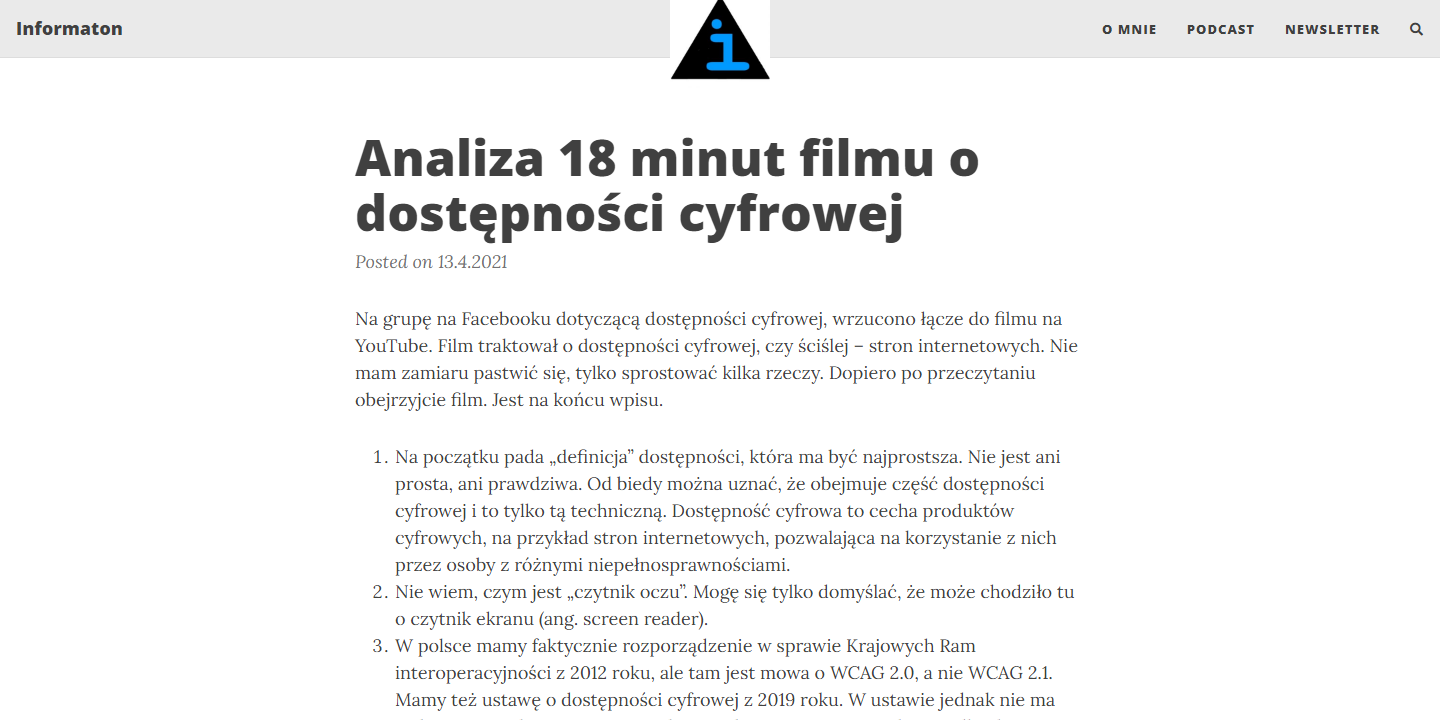 Informaton
i
O MNIE
PODCAST
NEWSLETTER
Analiza 18 minut filmu o
dostępności cyfrowej
Posted on 13.4.2021
Na grupę na Facebooku dotyczącą dostępności cyfrowej, wrzucono łącze do filmu na
YouTube. Film traktował o dostępności cyfrowej, czy ściślej – stron internetowych. Nie
mam zamiaru pastwić się, tylko sprostować kilka rzeczy. Dopiero po przeczytaniu
obejrzyjcie film. Jest na końcu wpisu.
1. Na początku pada „definicja” dostępności, która ma być najprostsza. Nie jest ani
prosta, ani prawdziwa. Od biedy można uznać, że obejmuje część dostępności
cyfrowej i to tylko tą techniczną. Dostępność cyfrowa to cecha produktów
cyfrowych, na przykład stron internetowych, pozwalająca na korzystanie z nich
przez osoby z różnymi niepełnosprawnościami.
2. Nie wiem, czym jest „czytnik oczu”. Mogę się tylko domyślać, że może chodziło tu
o czytnik ekranu (ang. screen reader).
3. W polsce mamy faktycznie rozporządzenie w sprawie Krajowych Ram
interoperacyjności z 2012 roku, ale tam jest mowa o WCAG 2.0, a nie WCAG 2.1.
Mamy też ustawę o dostępności cyfrowej z 2019 roku. W ustawie jednak nie ma